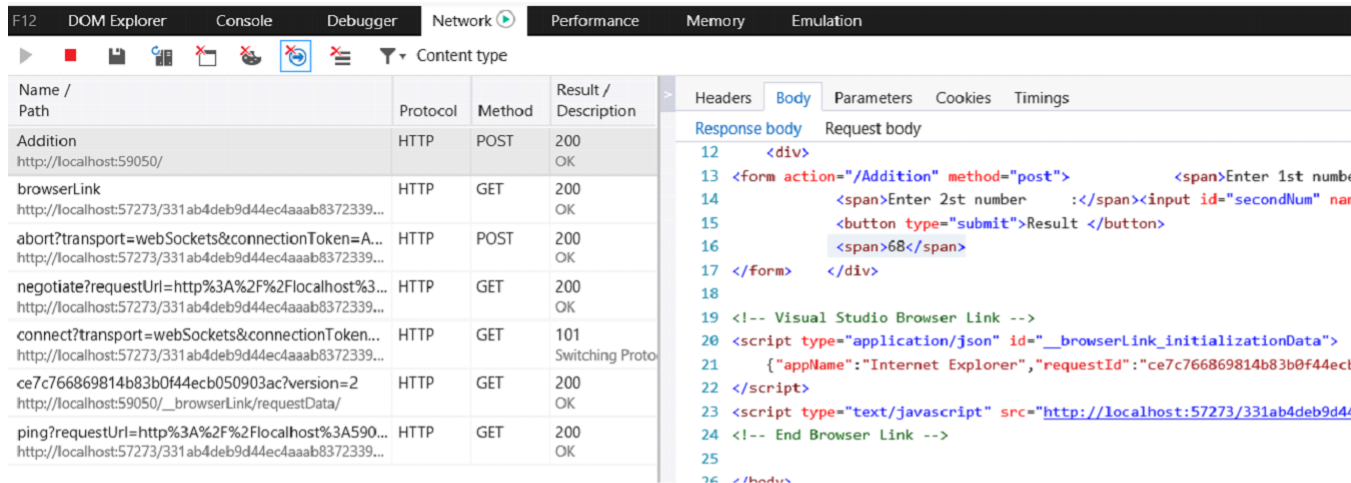 F12 DOM Explorer Console Debugger Network Performance Memory Emulation
Content type
Name /
Path Protocol Method Result /
Description
Addition HTTP POST 200
http://localhost:59050/ OK
browserLink HTTP GET 200
http://localhost:57273/331ab4deb9d44ec4aaab8372339... OK
abort?transport=webSockets&connectionToken=A... HTTP POST 200
http://localhost:57273/331ab4deb9d44ec4aaab8372339... OK
negotiate?requestUrl=http%3A%2F%2Flocalhost%3... HTTP GET 200
http://localhost:57273/331ab4deb9d44ec4aaab8372339... OK
connect?transport=webSockets&connectionToken... HTTP GET 101
http://localhost:57273/331ab4deb9d44ec4aaab8372339... Switching Proto
ce7c766869814b83b0f44ecb050903ac?version=2 HTTP GET 200
http://localhost:59050/__browserLink/requestData/ OK
ping?requestUrl=http%3A%2F%2Flocalhost%3A590... HTTP GET 200
http://localhost:57273/331ab4deb9d44ec4aaab8372339... OK
Headers Body Parameters Cookies Timings
Response body Request body
12 <div>
13 <form action="/Addition" method="post"> <span>Enter 1st numbe
14 <span>Enter 2st number :</span><input id="secondNum" nam
15 <button type="submit">Result </button>
16 <span>68</span>
17 </form> </div>
18
19 <!-- Visual Studio Browser Link -->
20 <script type="application/json" id="__browserLink_initializationData">
21 {"appName":"Internet Explorer","requestId":"ce7c766869814b83b0f44ecb
22 </script>
23 <script type="text/javascript" src="http://localhost:57273/331ab4deb9d44
24 <!-- End Browser Link -->
25
26 </body>